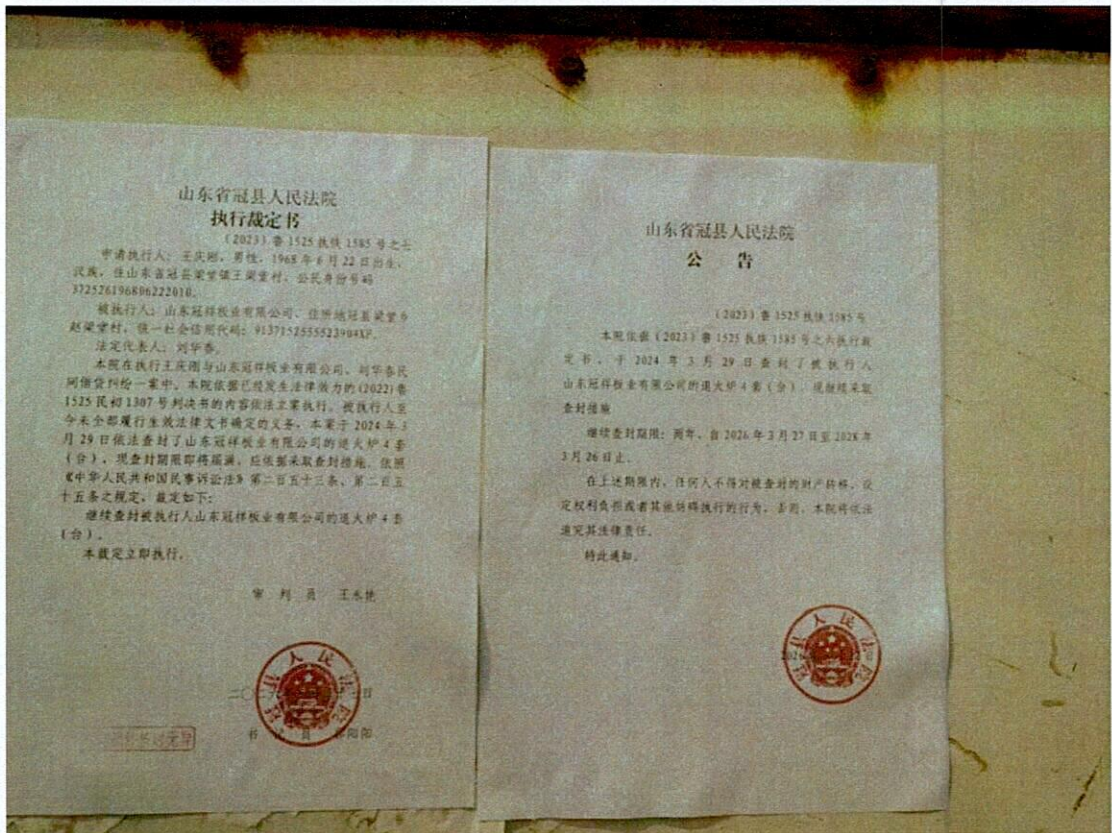 山东省冠县人民法院
执行裁定书
(2023)鲁1525执恢1585号之七
申请执行人:王庆刚,男性,1968年6月22日出生,
汉族,住山东省冠县梁堂镇王梁堂村,公民身份号码
372526196806222010。
被执行人:山东冠祥板业有限公司,住所地冠县梁堂乡
赵梁堂村,统一社会信用代码:9137152555523904XP。
法定代表人:刘华春。
本院在执行王庆刚与山东冠祥板业有限公司、刘华春民
间借贷纠纷一案中,本院依据已经发生法律效力的(2022)鲁
1525民初1307号判决书的内容依法立案执行,被执行人至
今未全部履行生效法律文书确定的义务,本案于2024年3
月29日依法查封了山东冠祥板业有限公司的退火炉4套
(台),现查封期限即将届满,应依据采取查封措施。依照
《中华人民共和国民事诉讼法》第二百五十三条、第二百五
十五条之规定,裁定如下:
继续查封被执行人山东冠祥板业有限公司的退火炉4套
(台)。
本裁定立即执行。
审 判 员 王永艳
二〇 日
冠县人民法院
书 员 阳阳
山东省冠县人民法院
公 告
(2023)鲁1525执恢1585号
本院依据(2023)鲁1525执恢1585号之六执行裁
定书,于2024年3月29日查封了被执行人
山东冠祥板业有限公司的退火炉4套(台),现继续采取
查封措施
继续查封期限:两年,自2026年3月27日至2028年
3月26日止。
在上述期限内,任何人不得对被查封的财产转移、设
定权利负担或者其他妨碍执行的行为,否则,本院将依法
追究其法律责任。
特此通知。
冠县人民法院